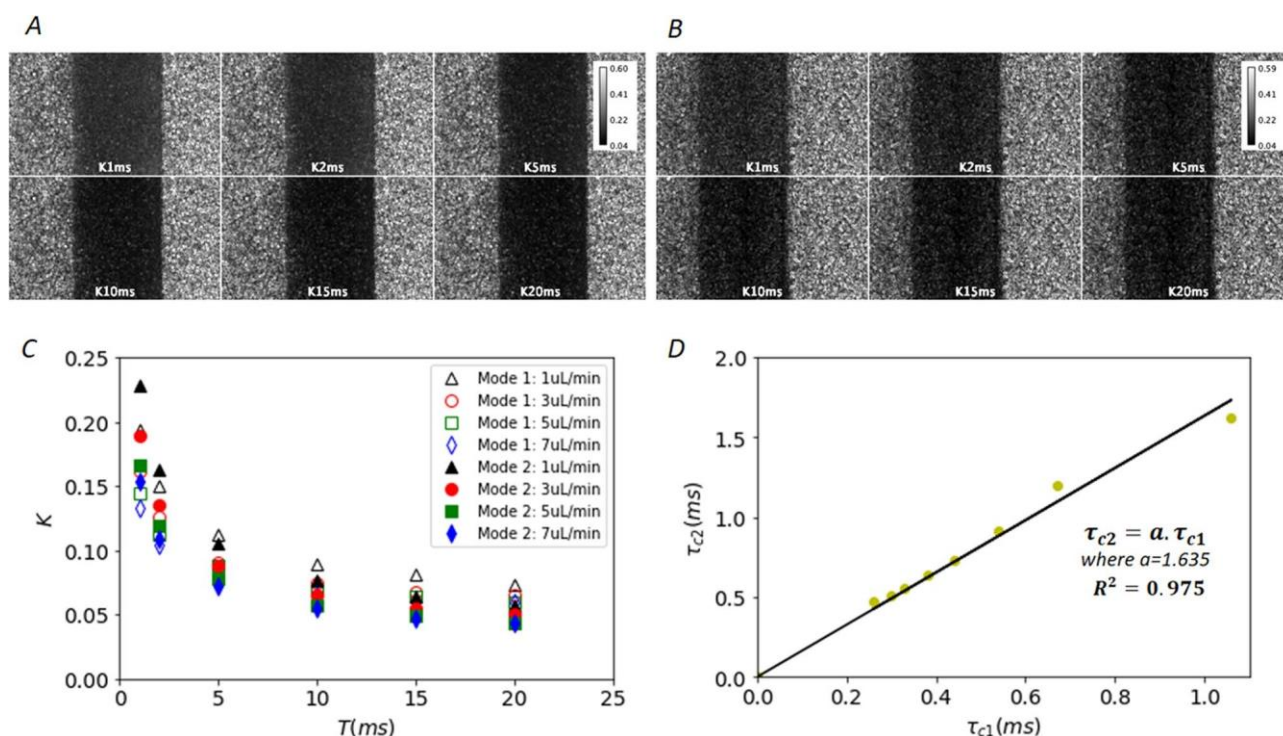 A
B
0.60
0.41
0.22
0.04
K1ms
K2ms
K5ms
K10ms
K15ms
K20ms
0.59
0.41
0.22
0.04
K1ms
K2ms
K5ms
K10ms
K15ms
K20ms
C
0.25
0.20
0.15
0.10
0.05
0.00
K
Mode 1: 1uL/min
Mode 1: 3uL/min
Mode 1: 5uL/min
Mode 1: 7uL/min
Mode 2: 1uL/min
Mode 2: 3uL/min
Mode 2: 5uL/min
Mode 2: 7uL/min
0 5 10 15 20 25
T(ms)
D
2.0
1.5
1.0
0.5
0.0
τc2(ms)
τc2 = a.τc1
where a=1.635
R² = 0.975
0.0 0.2 0.4 0.6 0.8 1.0
τc1(ms)